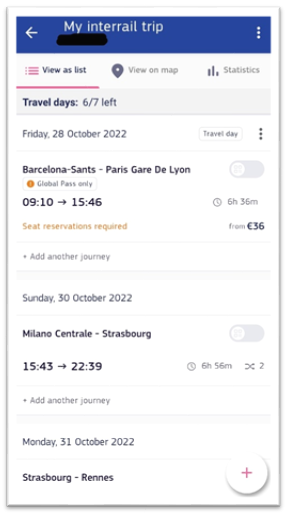 My interrail trip
View as list
View on map
Statistics
Travel days: 6/7 left
Friday, 28 October 2022
Travel day
Barcelona-Sants - Paris Gare De Lyon
Global Pass only
09:10 → 15:46
6h 36m
Seat reservations required
from €36
+ Add another journey
Sunday, 30 October 2022
Milano Centrale - Strasbourg
15:43 → 22:39
6h 56m
2
+ Add another journey
Monday, 31 October 2022
Strasbourg - Rennes
+